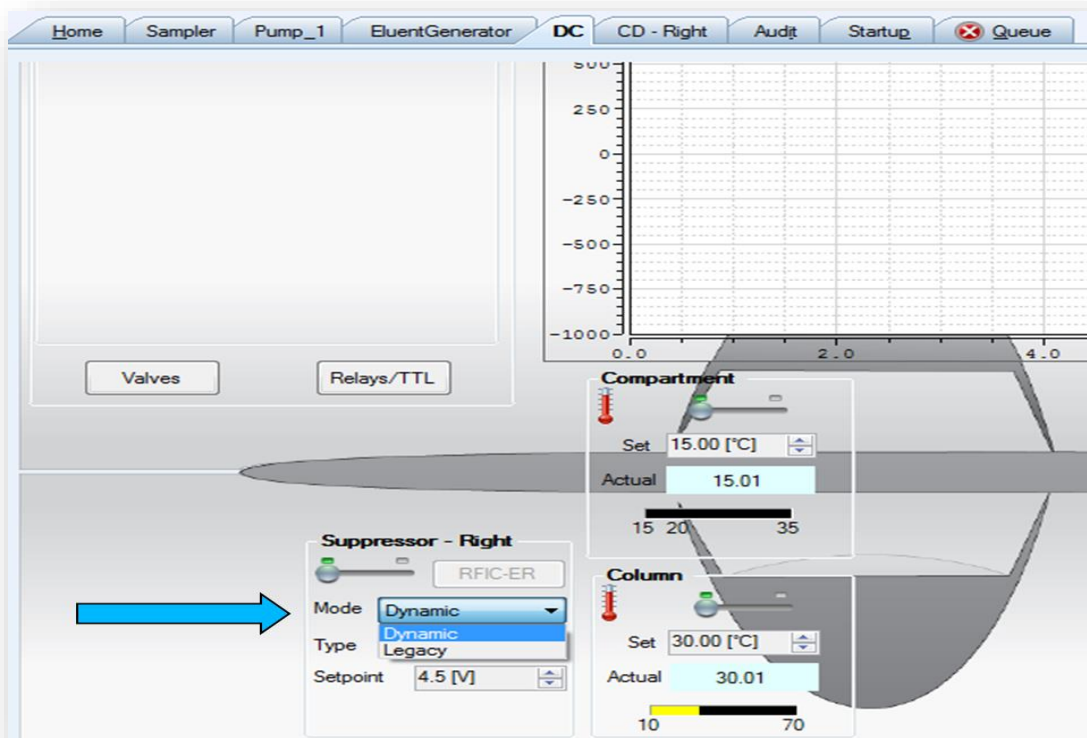 Home Sampler Pump_1 EluentGenerator DC CD - Right Audit Startup Queue
500
250
0
-250
-500
-750
-1000
0.0 2.0 4.0
Valves Relays/TTL
Compartment
Set 15.00 [°C]
Actual 15.01
15 20 35
Suppressor - Right
RFIC-ER
Mode Dynamic
Dynamic
Legacy
Type
Setpoint 4.5 [V]
Column
Set 30.00 [°C]
Actual 30.01
10 70